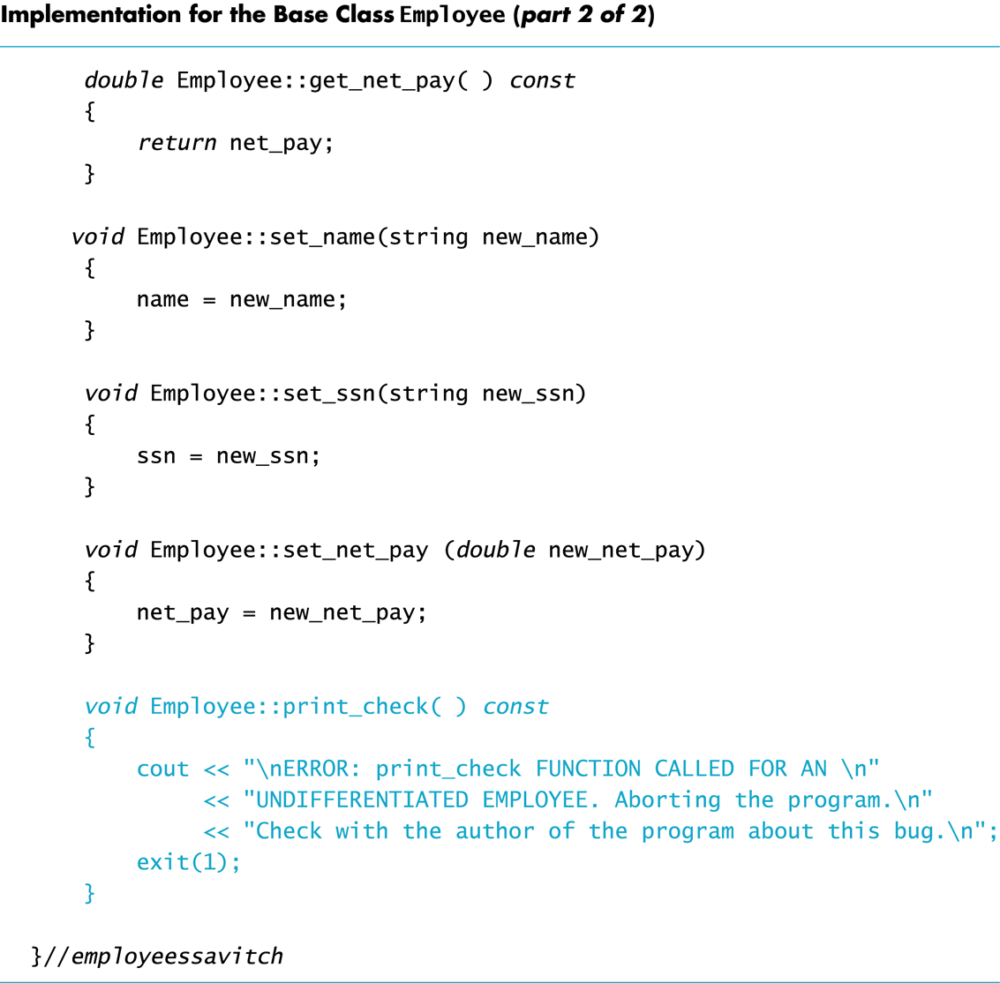 Implementation for the Base Class Employee (part 2 of 2)
double Employee::get_net_pay( ) const
{
return net_pay;
}
void Employee::set_name(string new_name)
{
name = new_name;
}
void Employee::set_ssn(string new_ssn)
{
ssn = new_ssn;
}
void Employee::set_net_pay (double new_net_pay)
{
net_pay = new_net_pay;
}
void Employee::print_check( ) const
{
cout << "\nERROR: print_check FUNCTION CALLED FOR AN \n"
<< "UNDIFFERENTIATED EMPLOYEE. Aborting the program.\n"
<< "Check with the author of the program about this bug.\n";
exit(1);
}
}//employeessavitch